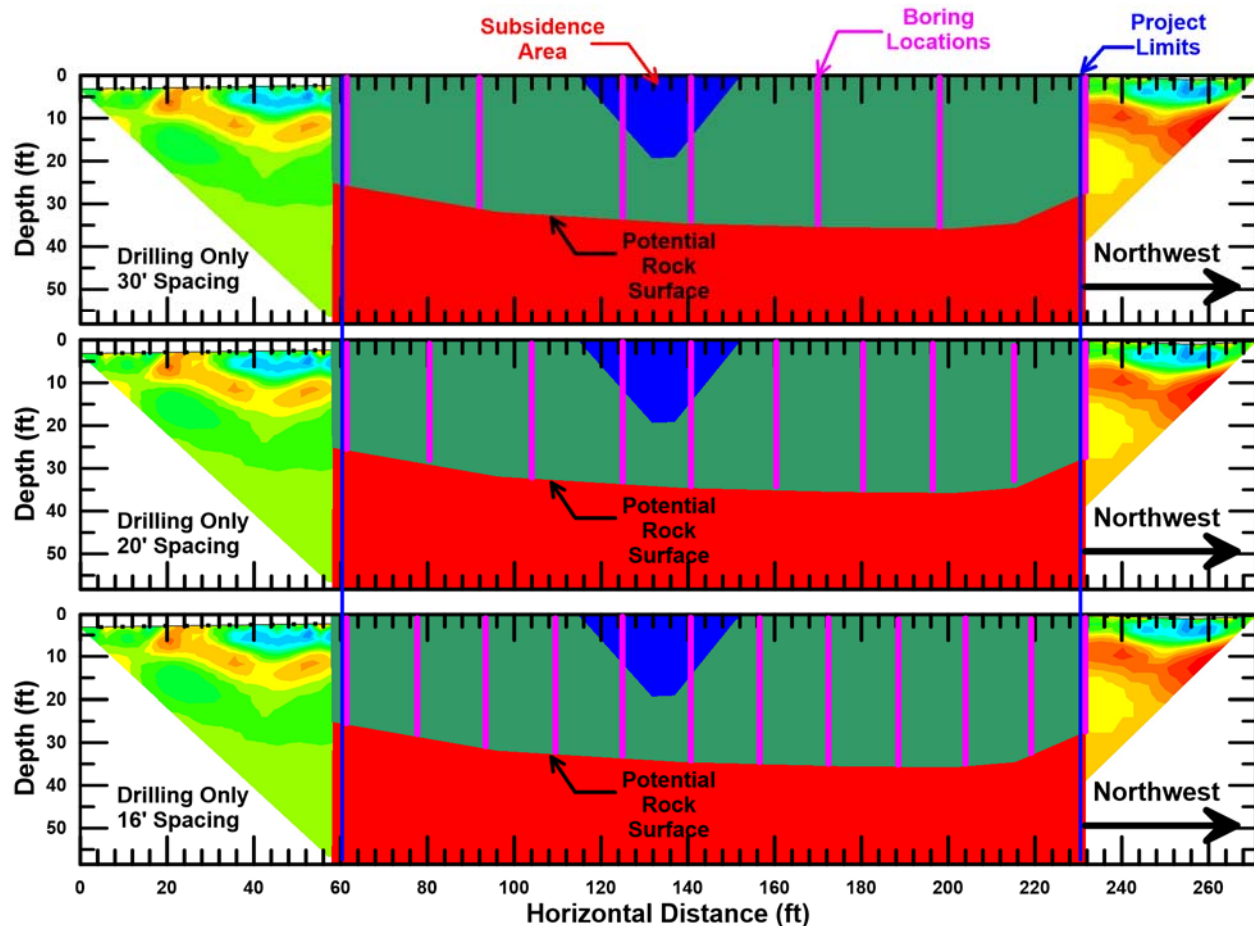 Subsidence
Area
Boring
Locations
Project
Limits
0
10
20
30
40
50
Depth (ft)
Drilling Only
30' Spacing
Potential
Rock
Surface
Northwest
0
10
20
30
40
50
Depth (ft)
Drilling Only
20' Spacing
Potential
Rock
Surface
Northwest
0
10
20
30
40
50
Depth (ft)
Drilling Only
16' Spacing
Potential
Rock
Surface
Northwest
0 20 40 60 80 100 120 140 160 180 200 220 240 260
Horizontal Distance (ft)